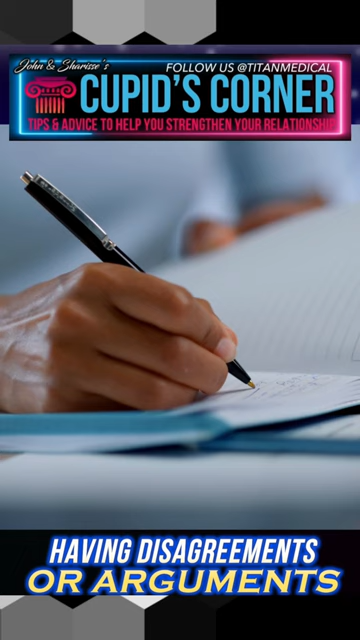 John & Sharisse's
FOLLOW US @TITANMEDICAL
CUPID'S CORNER
TIPS & ADVICE TO HELP YOU STRENGTHEN YOUR RELATIONSHIP
HAVING DISAGREEMENTS
OR ARGUMENTS